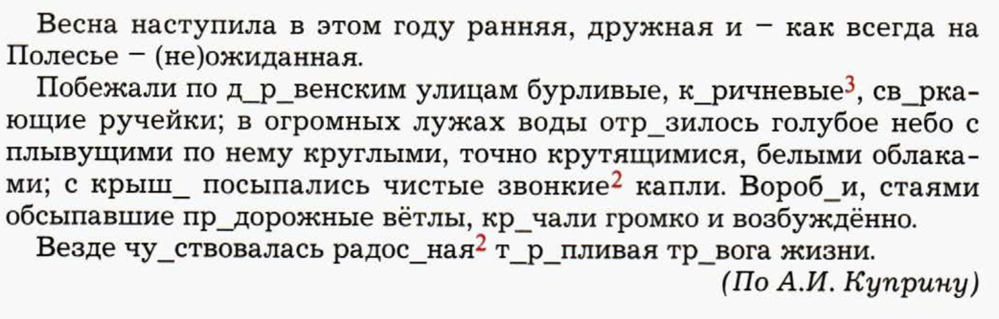 Весна наступила в этом году ранняя, дружная и – как всегда на
Полесье – (не)ожиданная.
Побежали по д_р_венским улицам бурливые, к_ричневые³, св_рка-
ющие ручейки; в огромных лужах воды отр_зилось голубое небо с
плывущими по нему круглыми, точно крутящимися, белыми облака-
ми; с крыш_ посыпались чистые звонкие² капли. Вороб_и, стаями
обсыпавшие пр_дорожные вётлы, кр_чали громко и возбуждённо.
Везде чу_ствовалась радос_ная² т_р_пливая тр_вога жизни.
(По А.И. Куприну)